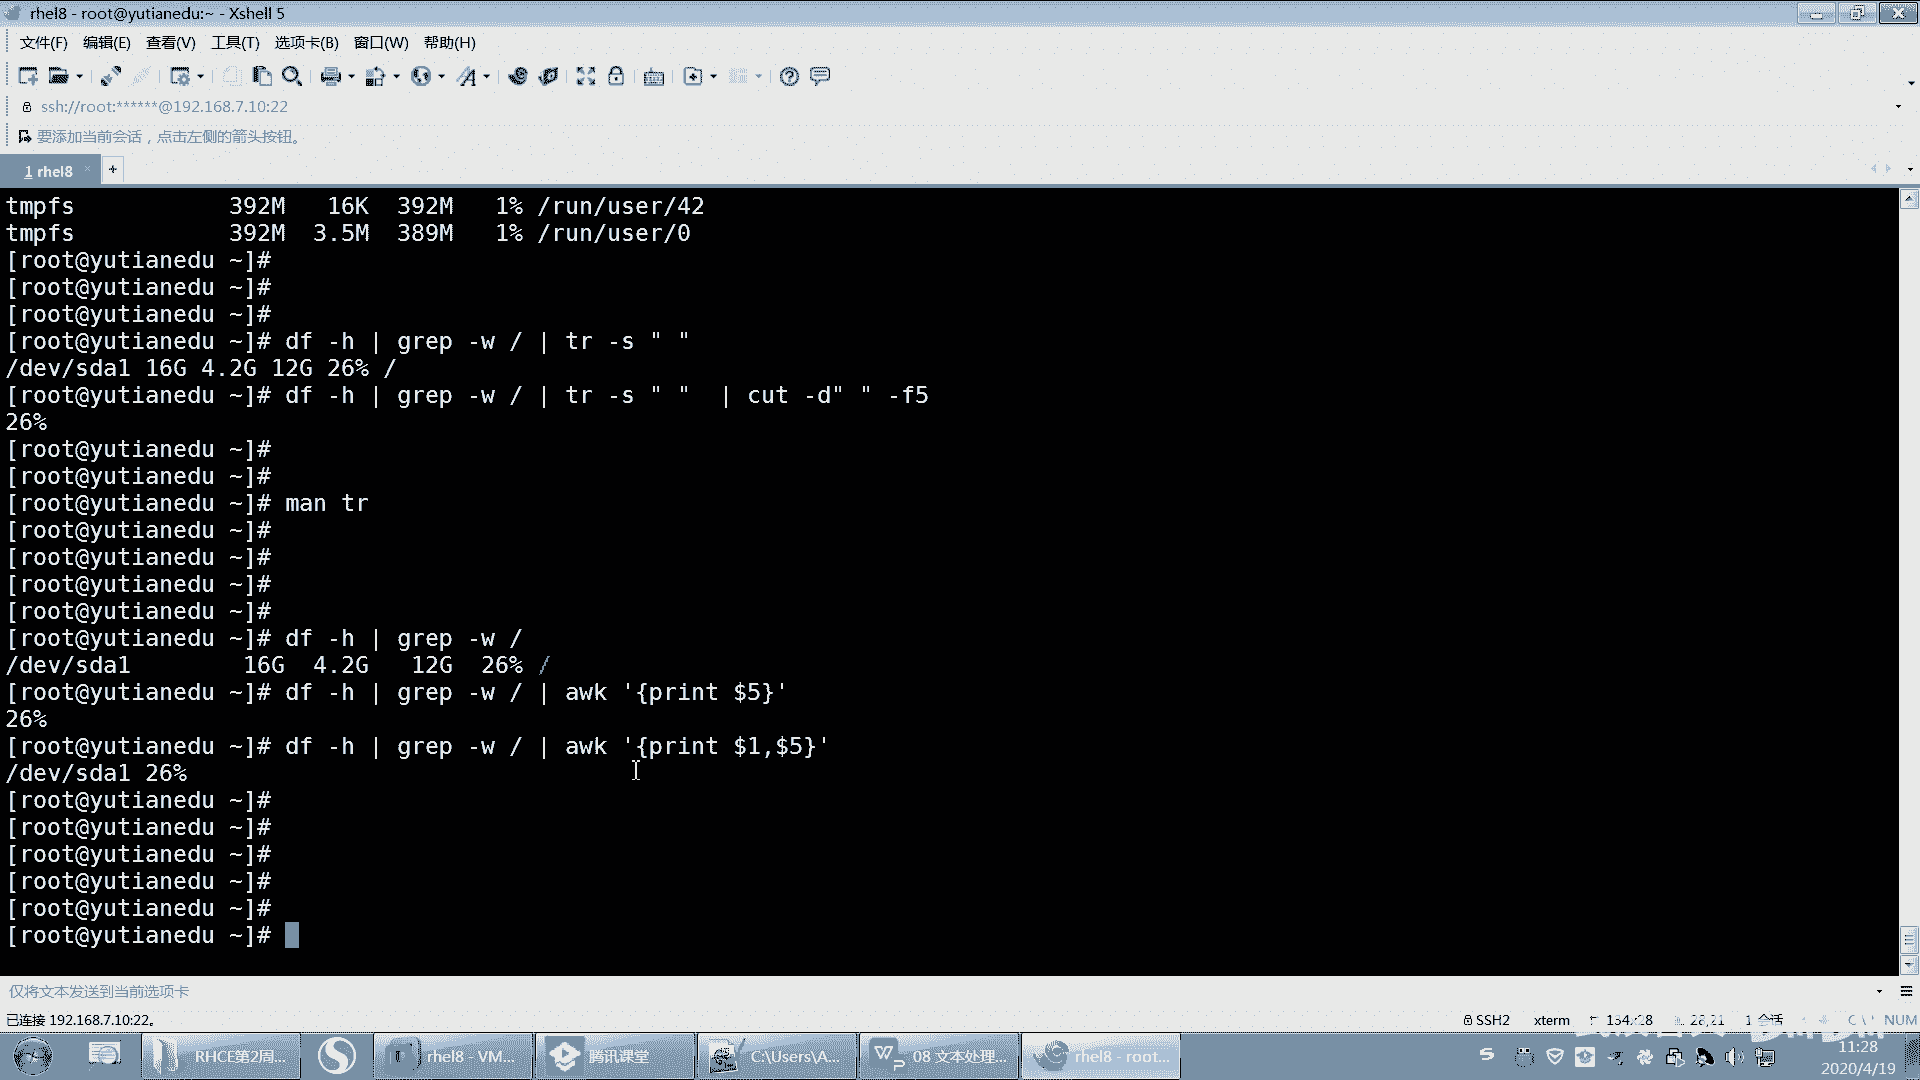 rhel8 - root@yutianedu:~ - Xshell 5
文件(F) 编辑(E) 查看(V) 工具(T) 选项卡(B) 窗口(W) 帮助(H)
ssh://root:******@192.168.7.10:22
要添加当前会话，点击左侧的箭头按钮。
1 rhel8 × +
tmpfs           392M   16K  392M   1% /run/user/42
tmpfs           392M  3.5M  389M   1% /run/user/0
[root@yutianedu ~]#
[root@yutianedu ~]#
[root@yutianedu ~]#
[root@yutianedu ~]# df -h | grep -w / | tr -s " "
/dev/sda1 16G 4.2G 12G 26% /
[root@yutianedu ~]# df -h | grep -w / | tr -s " "  | cut -d" " -f5
26%
[root@yutianedu ~]#
[root@yutianedu ~]#
[root@yutianedu ~]# man tr
[root@yutianedu ~]#
[root@yutianedu ~]#
[root@yutianedu ~]#
[root@yutianedu ~]#
[root@yutianedu ~]# df -h | grep -w /
/dev/sda1        16G  4.2G   12G  26% /
[root@yutianedu ~]# df -h | grep -w / | awk '{print $5}'
26%
[root@yutianedu ~]# df -h | grep -w / | awk '{print $1,$5}'
/dev/sda1 26%
[root@yutianedu ~]#
[root@yutianedu ~]#
[root@yutianedu ~]#
[root@yutianedu ~]#
[root@yutianedu ~]#
[root@yutianedu ~]#
仅将文本发送到当前选项卡
已连接 192.168.7.10:22。 SSH2 xterm 154x28 28,21 1 会话 NUM
RHCE第2周... rhel8 - VM... 腾讯课堂 C:\Users\A... 08 文本处理... rhel8 - root... 11:28
2020/4/19